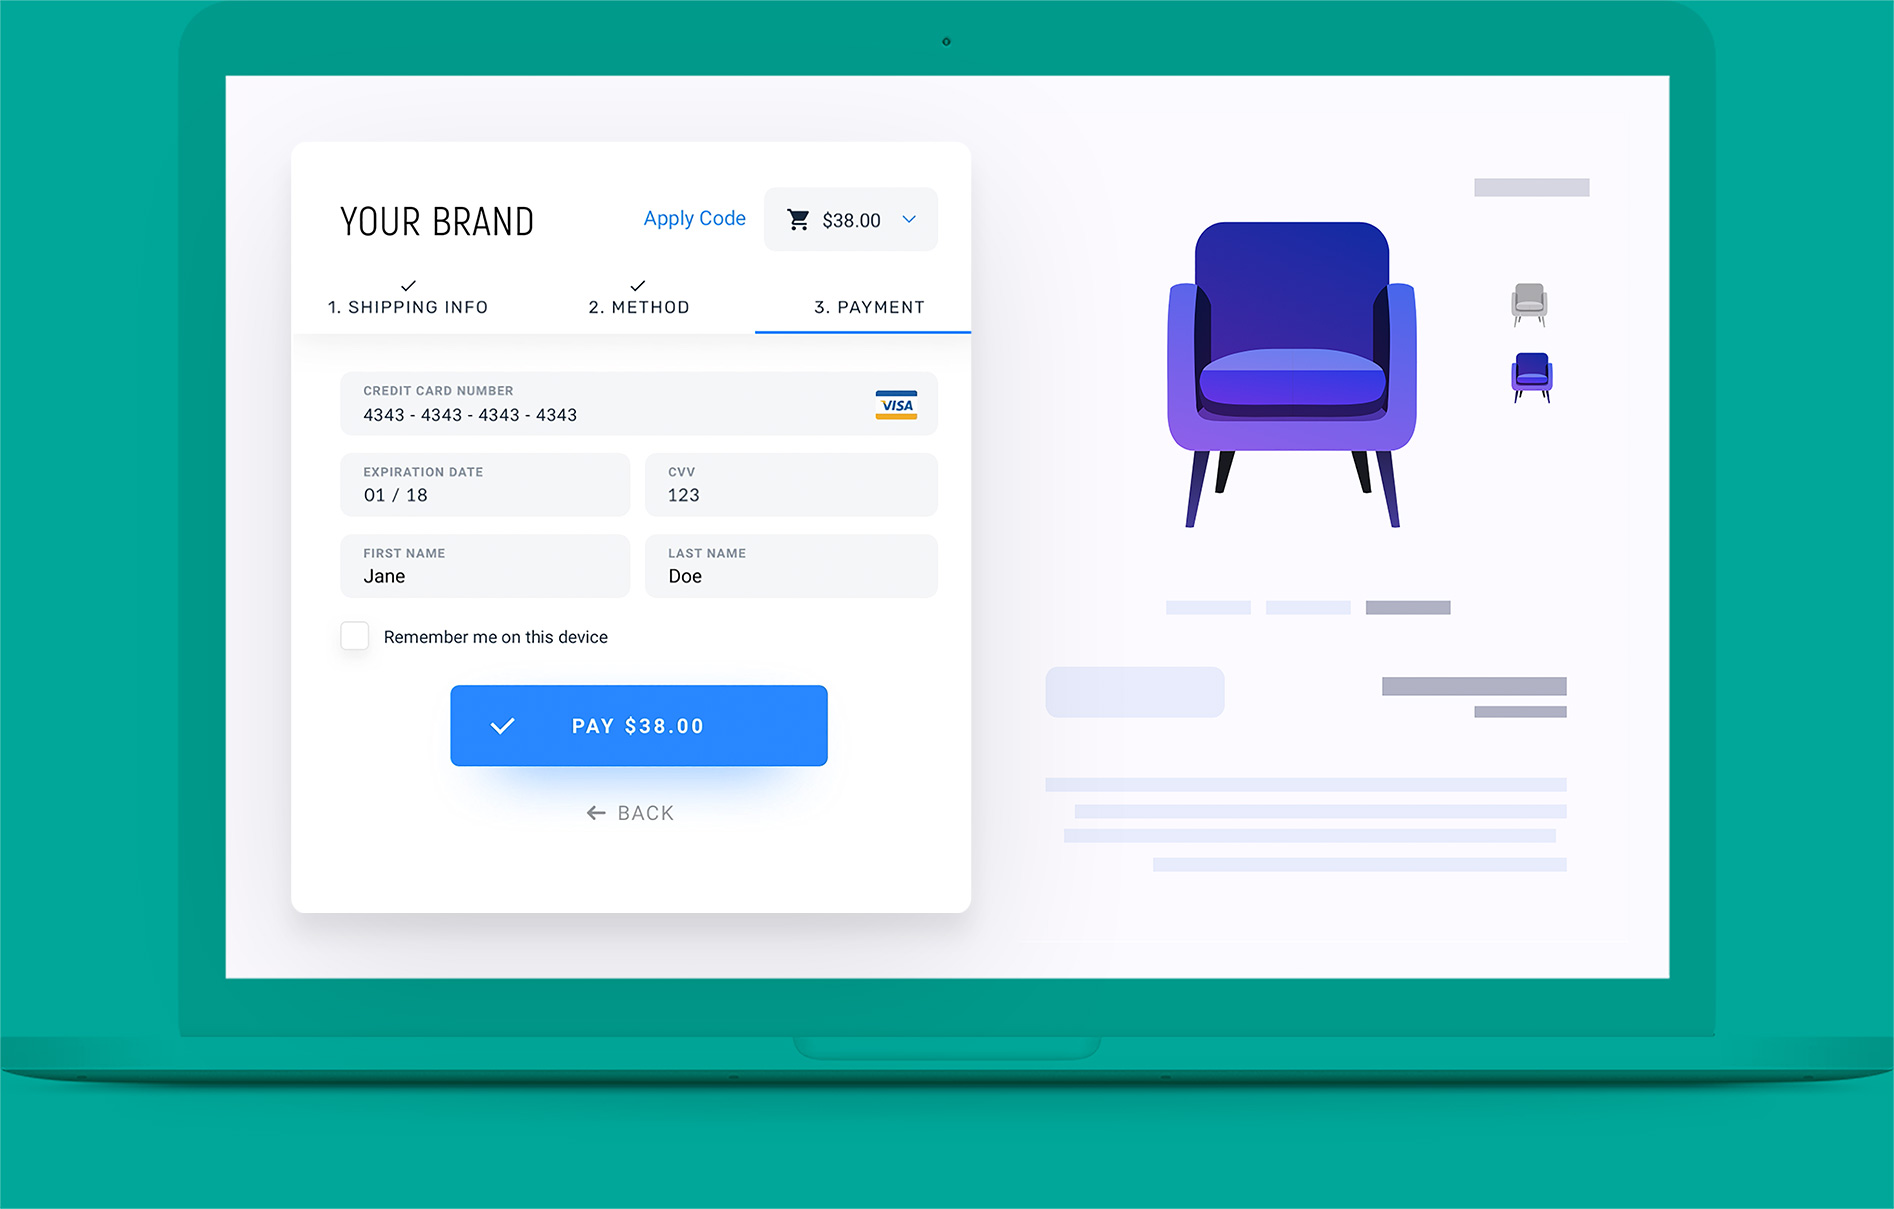 YOUR BRAND
Apply Code
$38.00
1. SHIPPING INFO
2. METHOD
3. PAYMENT
CREDIT CARD NUMBER
4343 - 4343 - 4343 - 4343
VISA
EXPIRATION DATE
01 / 18
CVV
123
FIRST NAME
Jane
LAST NAME
Doe
Remember me on this device
PAY $38.00
BACK